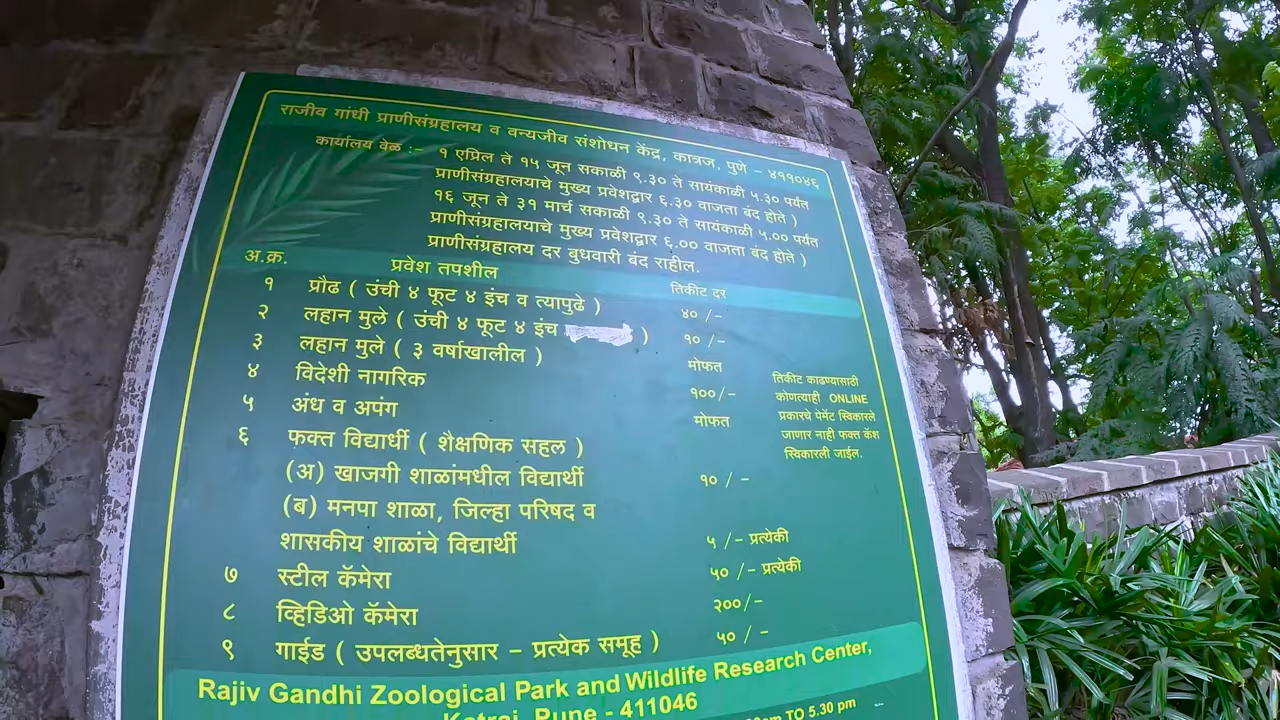 राजीव गांधी प्राणीसंग्रहालय व वन्यजीव संशोधन केंद्र, कात्रज, पुणे - ४११०४६
कार्यालय वेळ :- १ एप्रिल ते १५ जून सकाळी ९.३० ते सायंकाळी ५.३० पर्यंत
प्राणीसंग्रहालयाचे मुख्य प्रवेशद्वार ६.३० वाजता बंद होते )
१६ जून ते ३१ मार्च सकाळी ९.३० ते सायंकाळी ५.०० पर्यंत
प्राणीसंग्रहालयाचे मुख्य प्रवेशद्वार ६.०० वाजता बंद होते )
प्राणीसंग्रहालय दर बुधवारी बंद राहील.
अ.क्र. प्रवेश तपशील तिकीट दर
१ प्रौढ ( उंची ४ फूट ४ इंच व त्यापुढे ) ४० /-
२ लहान मुले ( उंची ४ फूट ४ इंच ) १० /-
३ लहान मुले ( ३ वर्षाखालील ) मोफत
४ विदेशी नागरिक १००/-
५ अंध व अपंग मोफत
तिकीट काढण्यासाठी
कोणत्याही ONLINE
प्रकारचे पेमेंट स्विकारले
जाणार नाही फक्त कॅश
स्विकारली जाईल.
६ फक्त विद्यार्थी ( शैक्षणिक सहल )
(अ) खाजगी शाळांमधील विद्यार्थी १० / -
(ब) मनपा शाळा, जिल्हा परिषद व
शासकीय शाळांचे विद्यार्थी ५ /- प्रत्येकी
७ स्टील कॅमेरा ५० /- प्रत्येकी
८ व्हिडिओ कॅमेरा २००/-
९ गाईड ( उपलब्धतेनुसार - प्रत्येक समूह ) ५० / -
Rajiv Gandhi Zoological Park and Wildlife Research Center,
Katraj, Pune - 411046
TO 5.30 pm